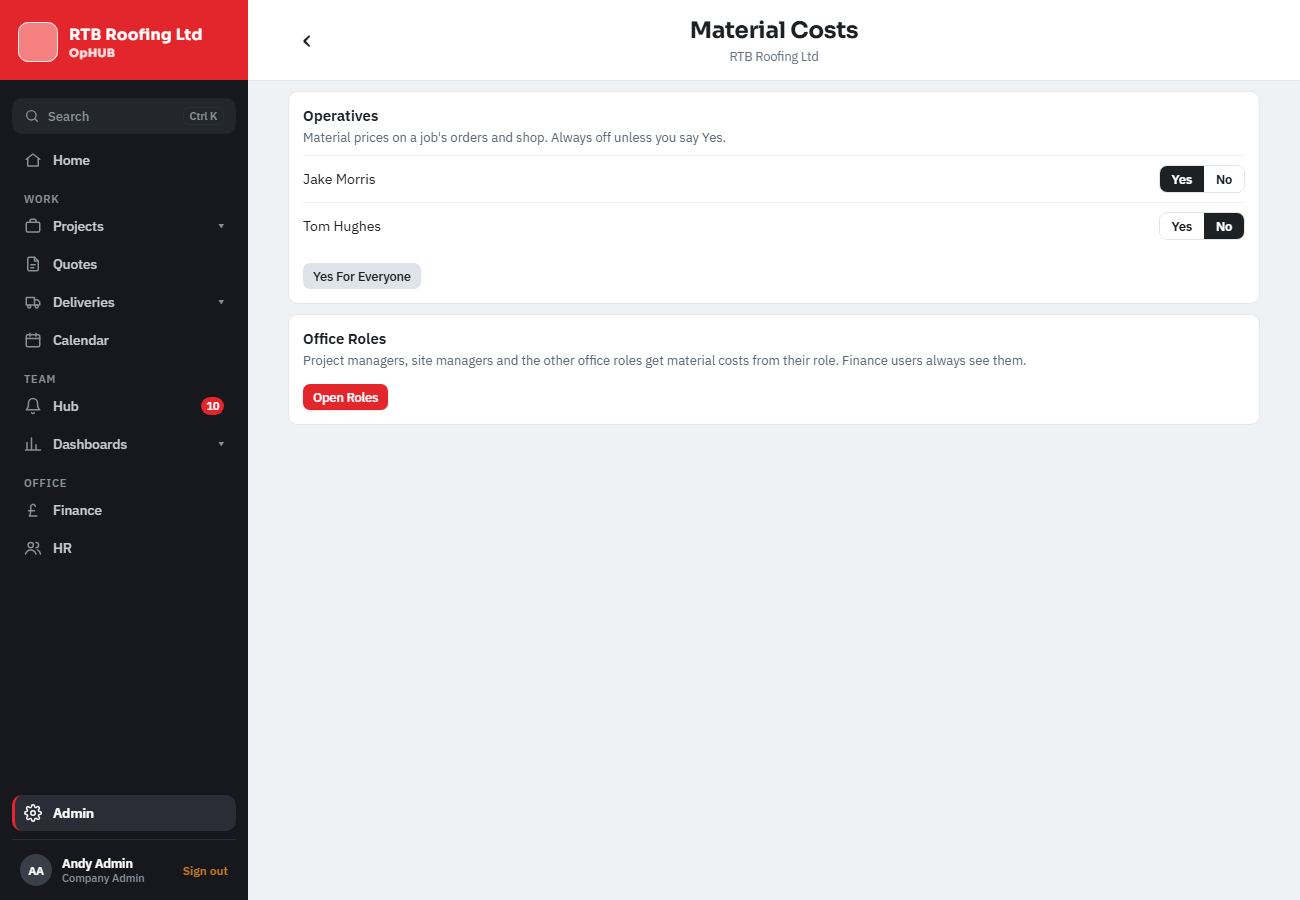 RTB Roofing Ltd
OpHUB
Search
Ctrl K
Home
WORK
Projects
Quotes
Deliveries
Calendar
TEAM
Hub
10
Dashboards
OFFICE
Finance
HR
Admin
AA
Andy Admin
Company Admin
Sign out
Material Costs
RTB Roofing Ltd
Operatives
Material prices on a job's orders and shop. Always off unless you say Yes.
Jake Morris
Yes No
Tom Hughes
Yes No
Yes For Everyone
Office Roles
Project managers, site managers and the other office roles get material costs from their role. Finance users always see them.
Open Roles